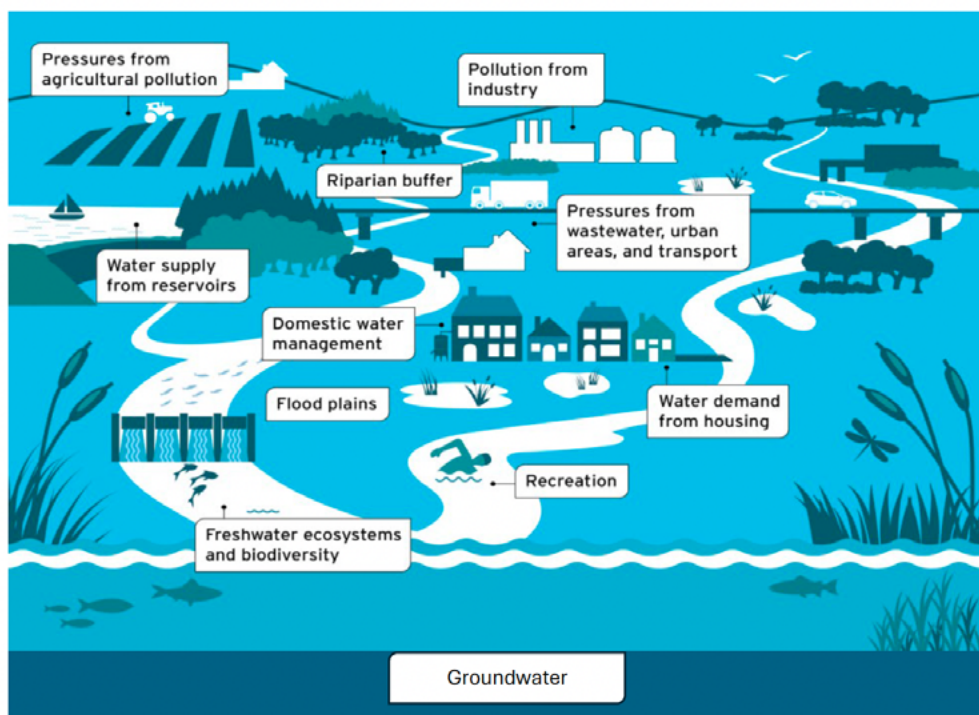 Pressures from
agricultural pollution
Pollution from
industry
Riparian buffer
Pressures from
wastewater, urban
areas, and transport
Water supply
from reservoirs
Domestic water
management
Flood plains
Water demand
from housing
Recreation
Freshwater ecosystems
and biodiversity
Groundwater